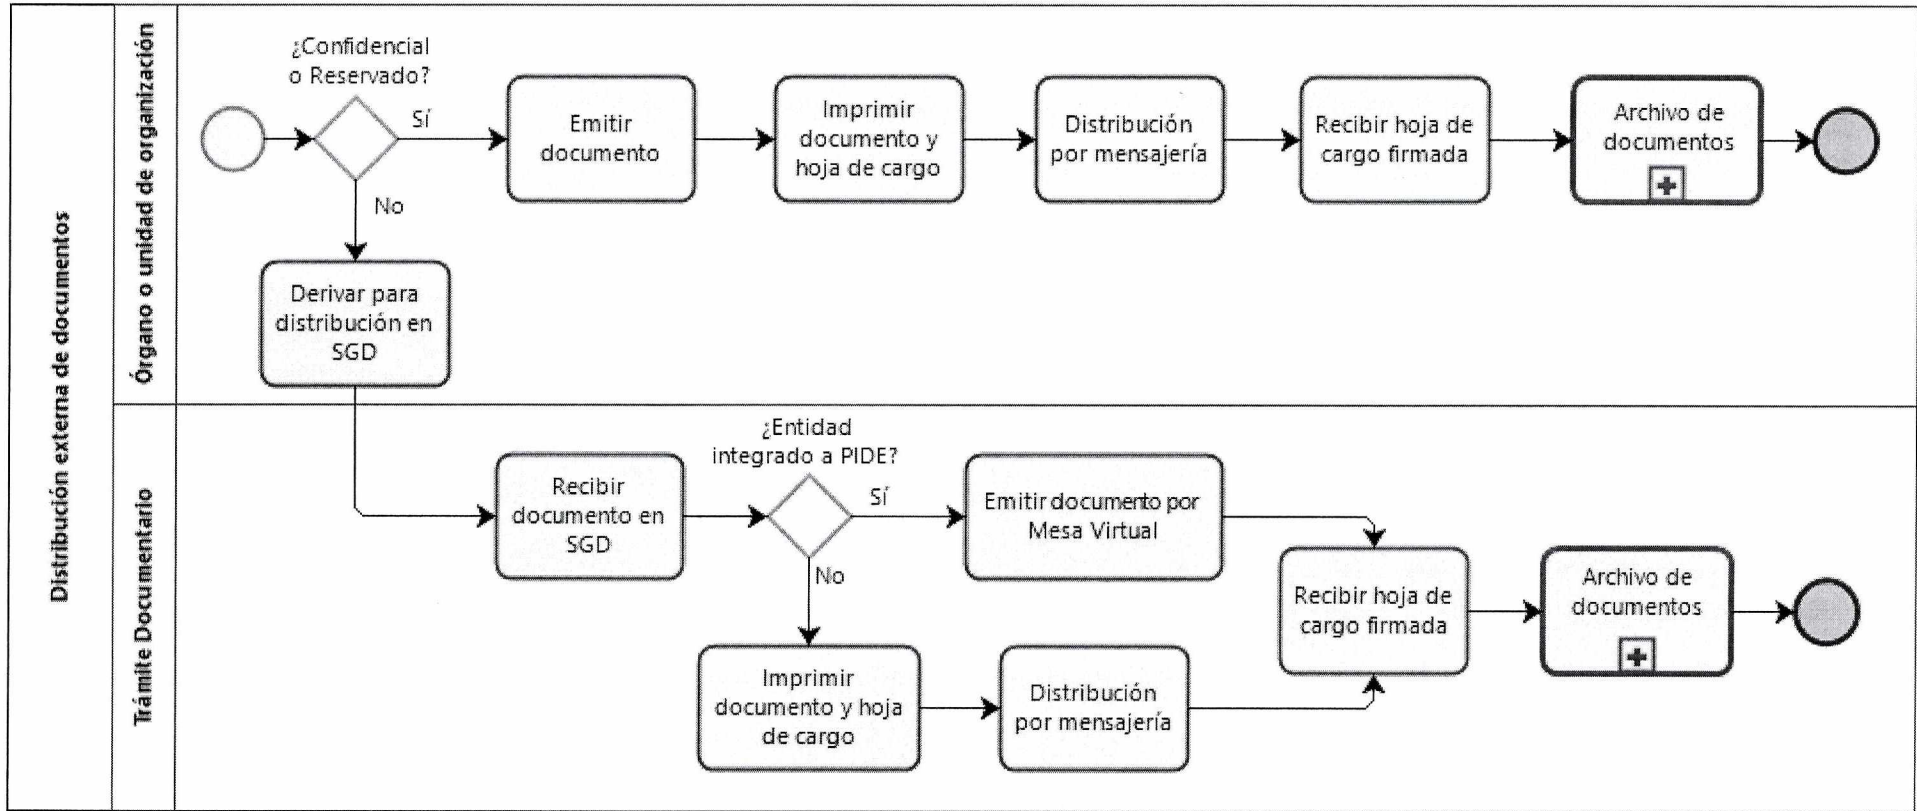 Distribución externa de documentos
Órgano o unidad de organización
¿Confidencial
o Reservado?
Sí
No
Emitir
documento
Imprimir
documento y
hoja de cargo
Distribución
por mensajería
Recibir hoja de
cargo firmada
Archivo de
documentos
Derivar para
distribución en
SGD
Trámite Documentario
Recibir
documento en
SGD
¿Entidad
integrado a PIDE?
Sí
No
Emitir documento por
Mesa Virtual
Imprimir
documento y hoja
de cargo
Distribución
por mensajería
Recibir hoja de
cargo firmada
Archivo de
documentos